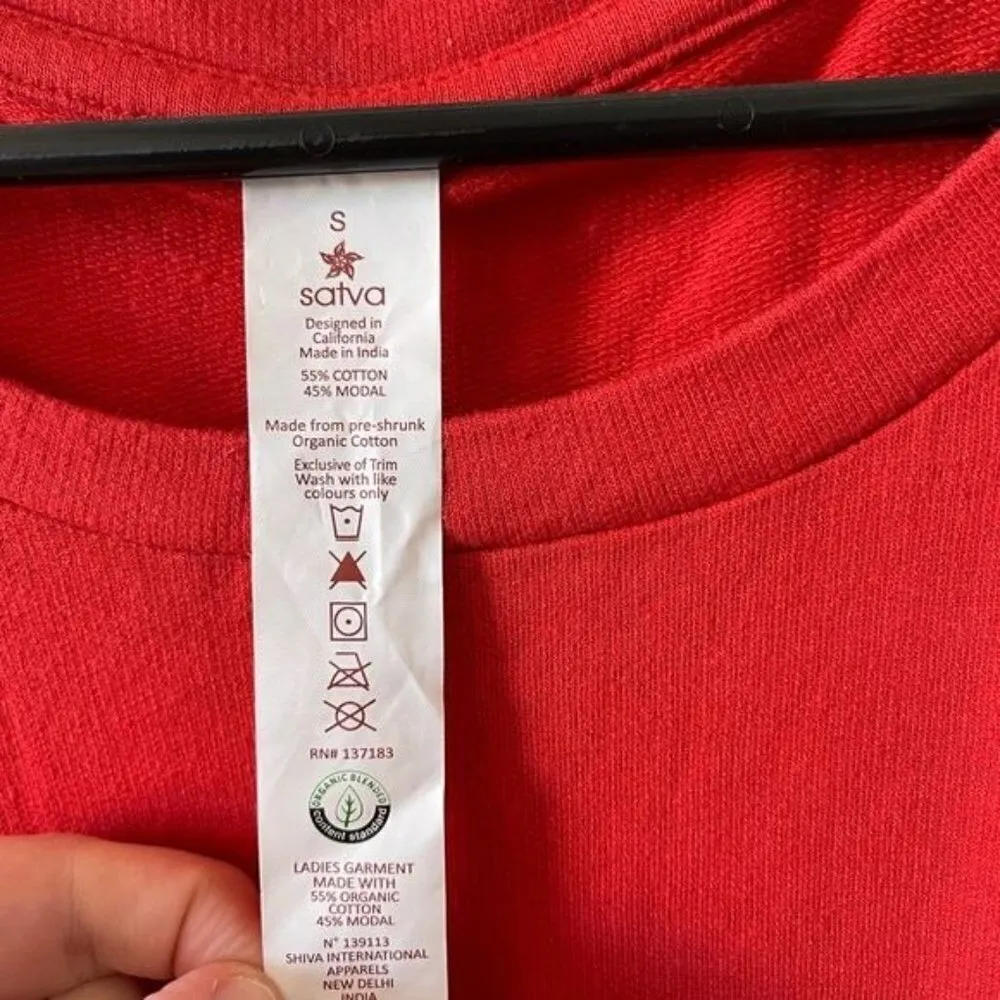 S
satva
Designed in
California
Made in India
55% COTTON
45% MODAL
Made from pre-shrunk
Organic Cotton
Exclusive of Trim
Wash with like
colours only
RN# 137183
ORGANIC BLENDED
content standard
LADIES GARMENT
MADE WITH
55% ORGANIC
COTTON
45% MODAL
N° 139113
SHIVA INTERNATIONAL
APPARELS
NEW DELHI
INDIA